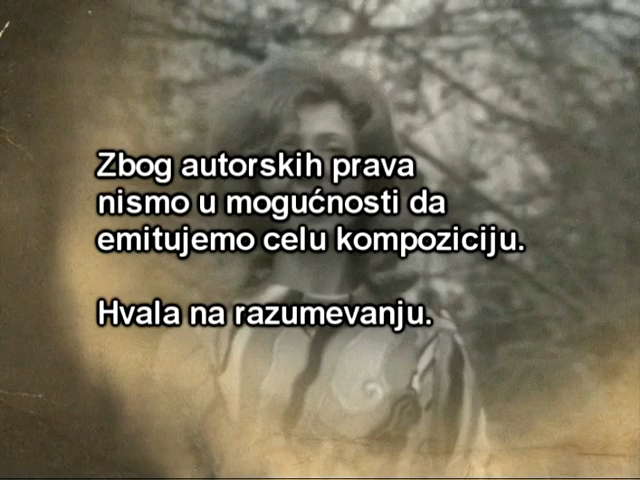 Zbog autorskih prava
nismo u mogućnosti da
emitujemo celu kompoziciju.
Hvala na razumevanju.